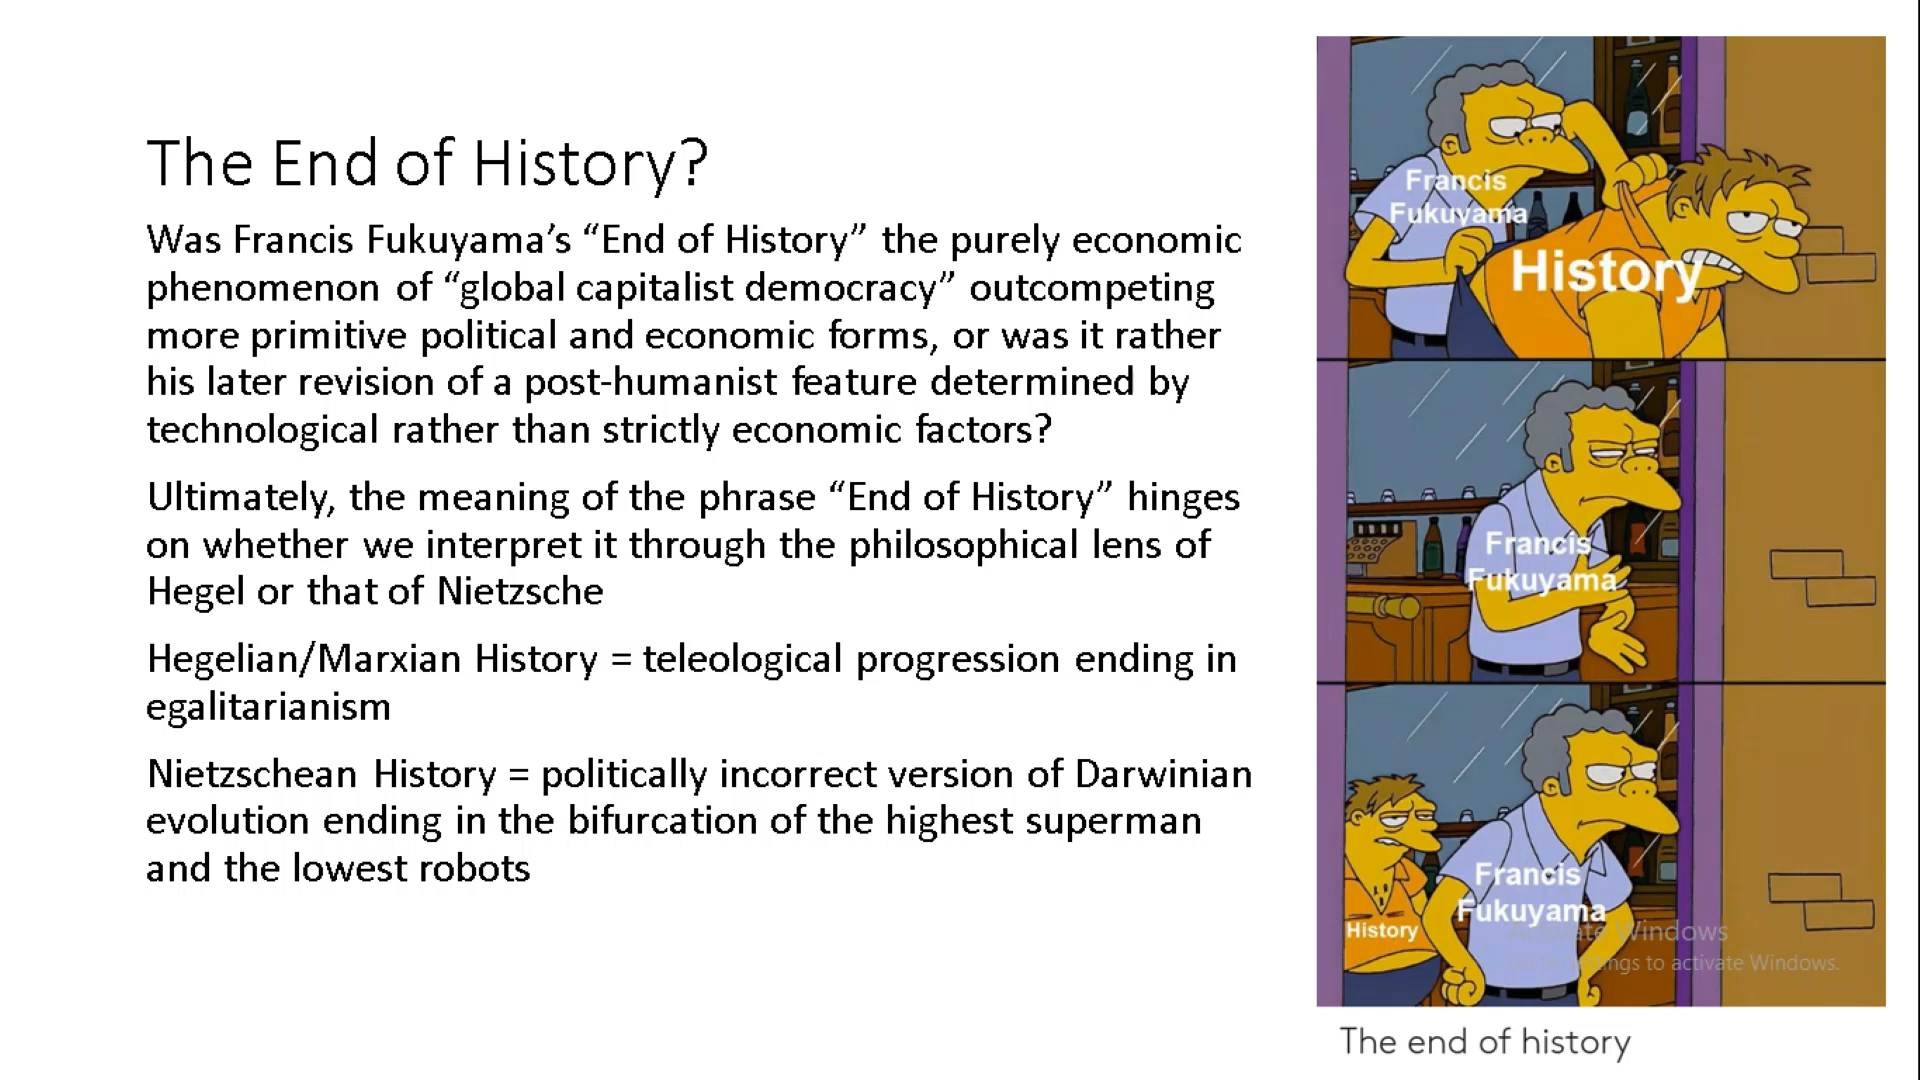 The End of History?
Was Francis Fukuyama’s “End of History” the purely economic
phenomenon of “global capitalist democracy” outcompeting
more primitive political and economic forms, or was it rather
his later revision of a post-humanist feature determined by
technological rather than strictly economic factors?
Ultimately, the meaning of the phrase “End of History” hinges
on whether we interpret it through the philosophical lens of
Hegel or that of Nietzsche
Hegelian/Marxian History = teleological progression ending in
egalitarianism
Nietzschean History = politically incorrect version of Darwinian
evolution ending in the bifurcation of the highest superman
and the lowest robots
Francis
Fukuyama
History
Francis
Fukuyama
Francis
Fukuyama
History
Windows
to activate Windows.
The end of history